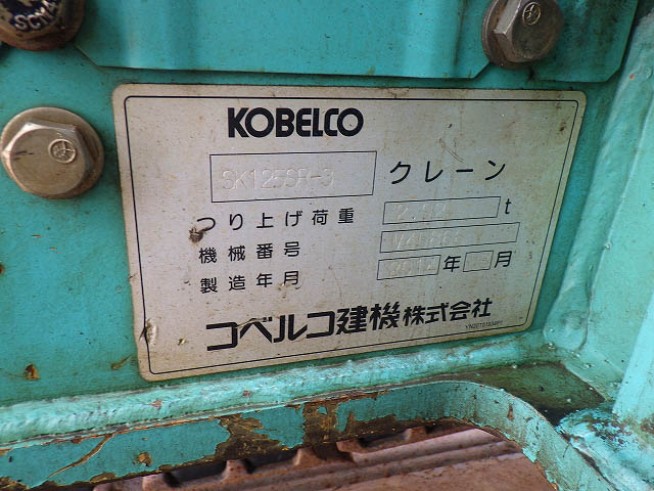 KOBELCO
SK125SR-3 クレーン
つり上げ荷重 t
機械番号
製造年月 年 月
コベルコ建機株式会社